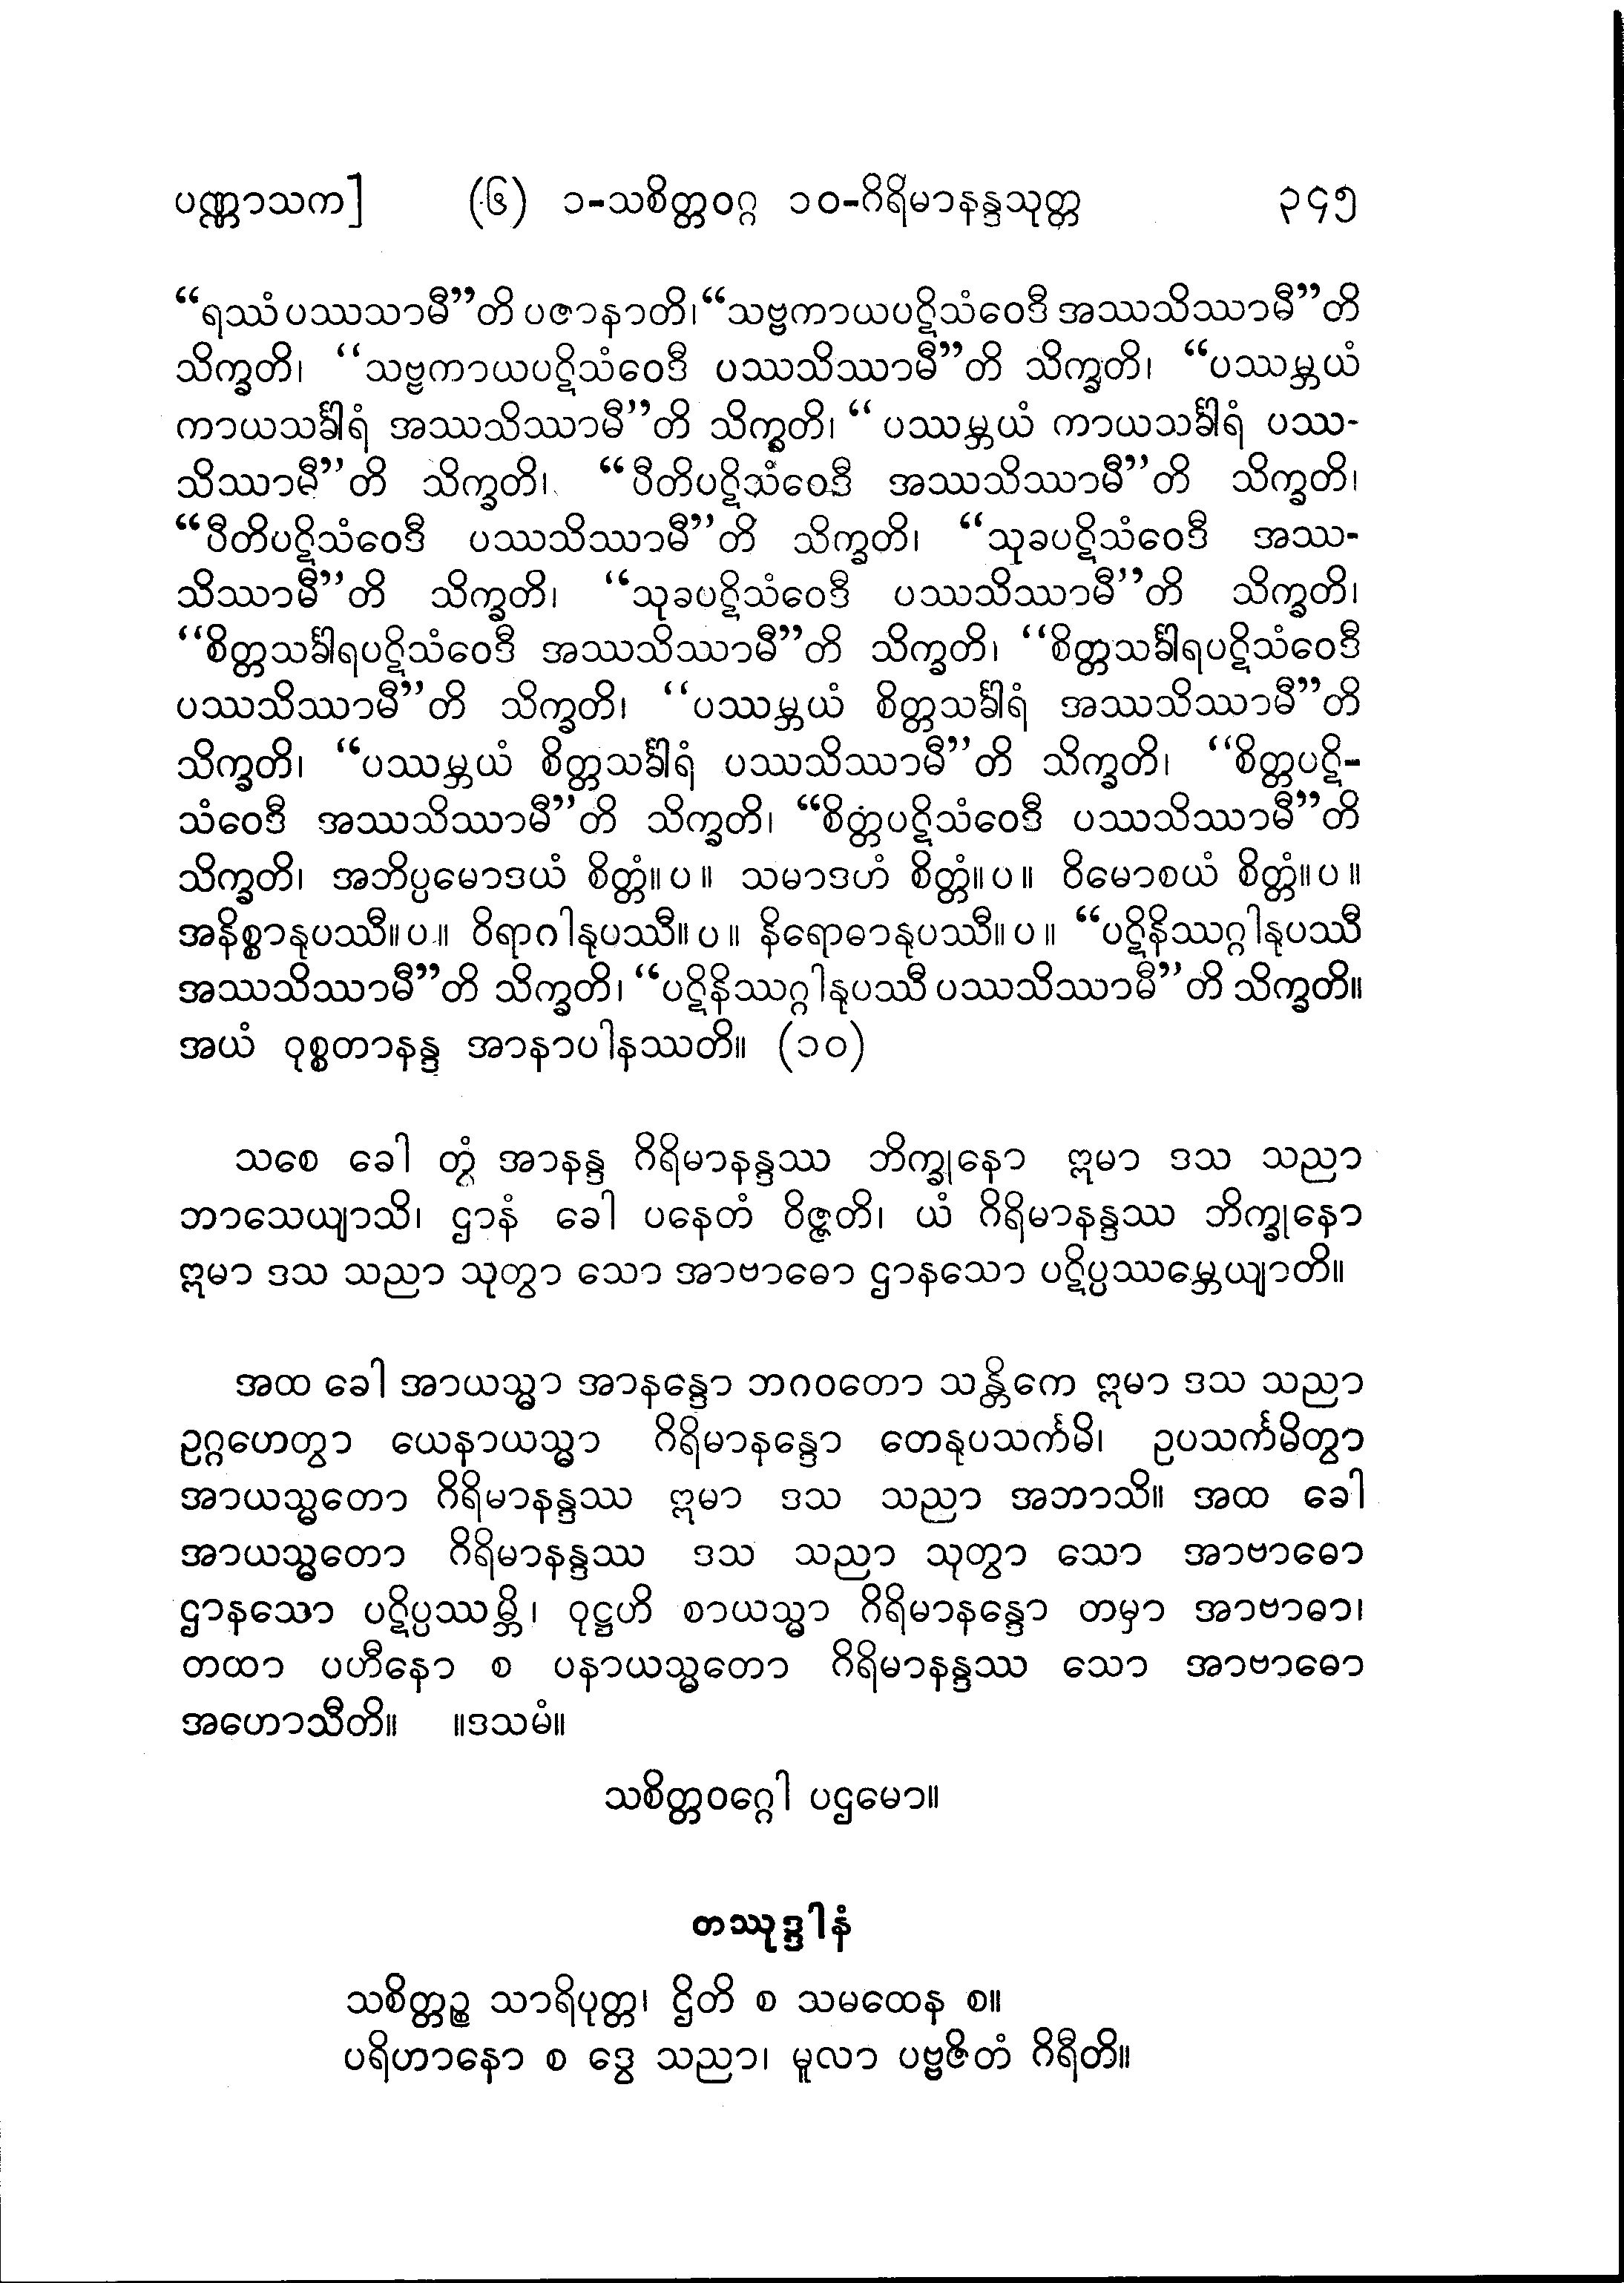 ပဏ္ဏာသက] (၆) ၁-သစိတ္တဝဂ္ဂ ၁၀-ဂိရိမာနန္ဒသုတ္တ ၃၄၅
“ရဿံ ပဿသာမီ”တိ ပဇာနာတိ၊ “သဗ္ဗကာယပဋိသံဝေဒီ အဿသိဿာမီ”တိ
သိက္ခတိ၊ “သဗ္ဗကာယပဋိသံဝေဒီ ပဿသိဿာမီ”တိ သိက္ခတိ၊ “ပဿမ္ဘယံ
ကာယသင်္ခါရံ အဿသိဿာမီ”တိ သိက္ခတိ၊ “ပဿမ္ဘယံ ကာယသင်္ခါရံ ပဿ-
သိဿာမီ”တိ သိက္ခတိ၊ “ပီတိပဋိသံဝေဒီ အဿသိဿာမီ”တိ သိက္ခတိ၊
“ပီတိပဋိသံဝေဒီ ပဿသိဿာမီ”တိ သိက္ခတိ၊ “သုခပဋိသံဝေဒီ အဿ-
သိဿာမီ”တိ သိက္ခတိ၊ “သုခပဋိသံဝေဒီ ပဿသိဿာမီ”တိ သိက္ခတိ၊
“စိတ္တသင်္ခါရပဋိသံဝေဒီ အဿသိဿာမီ”တိ သိက္ခတိ၊ “စိတ္တသင်္ခါရပဋိသံဝေဒီ
ပဿသိဿာမီ”တိ သိက္ခတိ၊ “ပဿမ္ဘယံ စိတ္တသင်္ခါရံ အဿသိဿာမီ”တိ
သိက္ခတိ၊ “ပဿမ္ဘယံ စိတ္တသင်္ခါရံ ပဿသိဿာမီ”တိ သိက္ခတိ၊ “စိတ္တပဋိ-
သံဝေဒီ အဿသိဿာမီ”တိ သိက္ခတိ၊ “စိတ္တပဋိသံဝေဒီ ပဿသိဿာမီ”တိ
သိက္ခတိ၊ အဘိပ္ပမောဒယံ စိတ္တံ။ပ။ သမာဒဟံ စိတ္တံ။ပ။ ဝိမောစယံ စိတ္တံ။ပ။
အနိစ္စာနုပဿီ။ပ။ ဝိရာဂါနုပဿီ။ပ။ နိရောဓာနုပဿီ။ပ။ “ပဋိနိဿဂ္ဂါနုပဿီ
အဿသိဿာမီ”တိ သိက္ခတိ၊ “ပဋိနိဿဂ္ဂါနုပဿီ ပဿသိဿာမီ”တိ သိက္ခတိ။
အယံ ဝုစ္စတာနန္ဒ အာနာပါနဿတိ။ (၁၀)
သစေ ခေါ တွံ အာနန္ဒ ဂိရိမာနန္ဒဿ ဘိက္ခုနော ဣမာ ဒသ သညာ
ဘာသေယျာသိ၊ ဌာနံ ခေါ ပနေတံ ဝိဇ္ဇတိ၊ ယံ ဂိရိမာနန္ဒဿ ဘိက္ခုနော
ဣမာ ဒသ သညာ သုတွာ သော အာဗာဓော ဌာနသော ပဋိပ္ပဿမ္ဘေယျာတိ။
အထ ခေါ အာယသ္မာ အာနန္ဒော ဘဂဝတော သန္တိကေ ဣမာ ဒသ သညာ
ဥဂ္ဂဟေတွာ ယေနာယသ္မာ ဂိရိမာနန္ဒော တေနုပသင်္ကမိ၊ ဥပသင်္ကမိတွာ
အာယသ္မတော ဂိရိမာနန္ဒဿ ဣမာ ဒသ သညာ အဘာသိ။ အထ ခေါ
အာယသ္မတော ဂိရိမာနန္ဒဿ ဒသ သညာ သုတွာ သော အာဗာဓော
ဌာနသော ပဋိပ္ပဿမ္ဘိ၊ ဝုဋ္ဌဟိ စာယသ္မာ ဂိရိမာနန္ဒော တမှာ အာဗာဓာ၊
တထာ ပဟီနော စ ပနာယသ္မတော ဂိရိမာနန္ဒဿ သော အာဗာဓော
အဟောသီတိ။ ။ဒသမံ။
သစိတ္တဝဂ္ဂေါ ပဌမော။
တဿုဒ္ဒါနံ
သစိတ္တဉ္စ သာရိပုတ္တ၊ ဌိတိ စ သမထေန စ။
ပရိဟာနော စ ဒွေ သညာ၊ မူလာ ပဗ္ဗဇိတံ ဂိရီတိ။